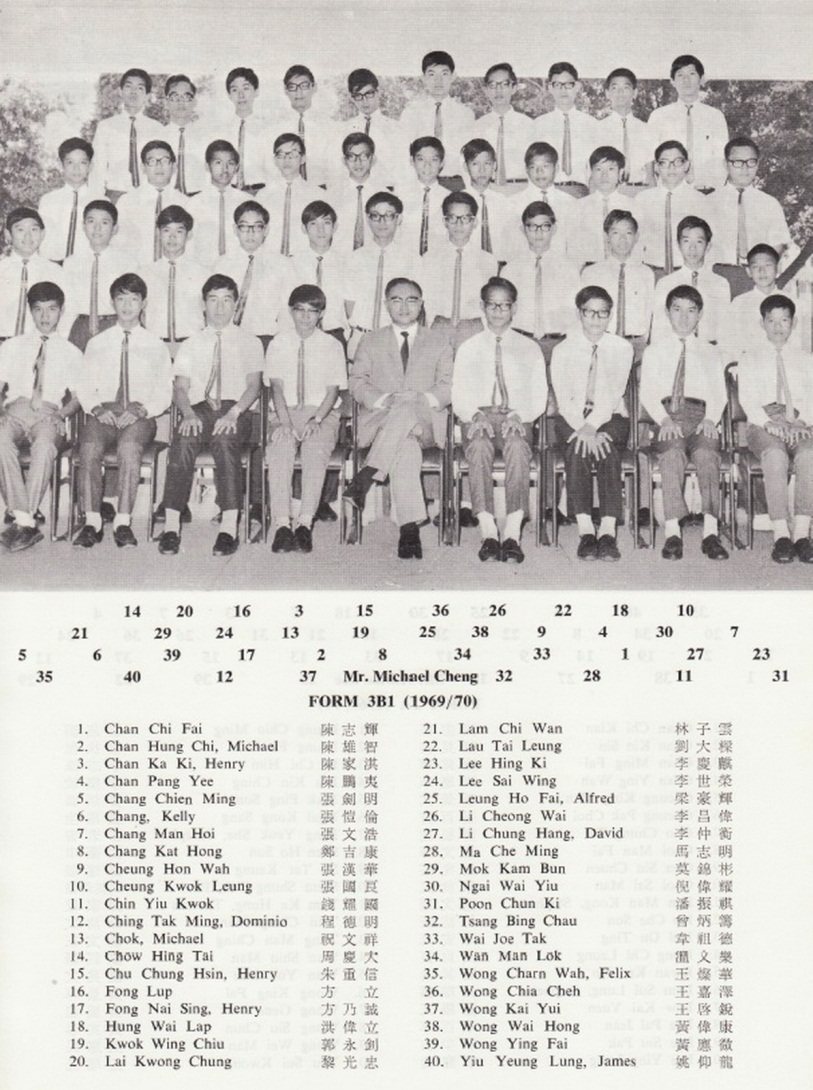 14 20 16 3 15 36 26 22 18 10
21 29 24 13 19 25 38 9 4 30 7
5 6 39 17 2 8 34 33 1 27 23
35 40 12 37 Mr. Michael Cheng 32 28 11 31
FORM 3B1 (1969/70)
1. Chan Chi Fai 陳志輝
2. Chan Hung Chi, Michael 陳雄智
3. Chan Ka Ki, Henry 陳家淇
4. Chan Pang Yee 陳鵬夷
5. Chang Chien Ming 張劍明
6. Chang, Kelly 張愷倫
7. Chang Man Hoi 張文浩
8. Chang Kat Hong 鄭吉康
9. Cheung Hon Wah 張漢華
10. Cheung Kwok Leung 張國良
11. Chin Yiu Kwok 錢耀國
12. Ching Tak Ming, Dominio 程德明
13. Chok, Michael 祝文祥
14. Chow Hing Tai 周慶大
15. Chu Chung Hsin, Henry 朱重信
16. Fong Lup 方立
17. Fong Nai Sing, Henry 方乃誠
18. Hung Wai Lap 洪偉立
19. Kwok Wing Chiu 郭永釗
20. Lai Kwong Chung 黎光忠
21. Lam Chi Wan 林子雲
22. Lau Tai Leung 劉大樑
23. Lee Hing Ki 李慶麒
24. Lee Sai Wing 李世榮
25. Leung Ho Fai, Alfred 梁豪輝
26. Li Cheong Wai 李昌偉
27. Li Chung Hang, David 李仲衡
28. Ma Che Ming 馬志明
29. Mok Kam Bun 莫錦彬
30. Ngai Wai Yiu 倪偉耀
31. Poon Chun Ki 潘振祺
32. Tsang Bing Chau 曾炳籌
33. Wai Joe Tak 韋祖德
34. Wan Man Lok 溫文樂
35. Wong Charn Wah, Felix 王燦華
36. Wong Chia Cheh 王嘉澤
37. Wong Kai Yui 王啓銳
38. Wong Wai Hong 黃偉康
39. Wong Ying Fai 黃應
40. Yiu Yeung Lung, James 姚仰龍